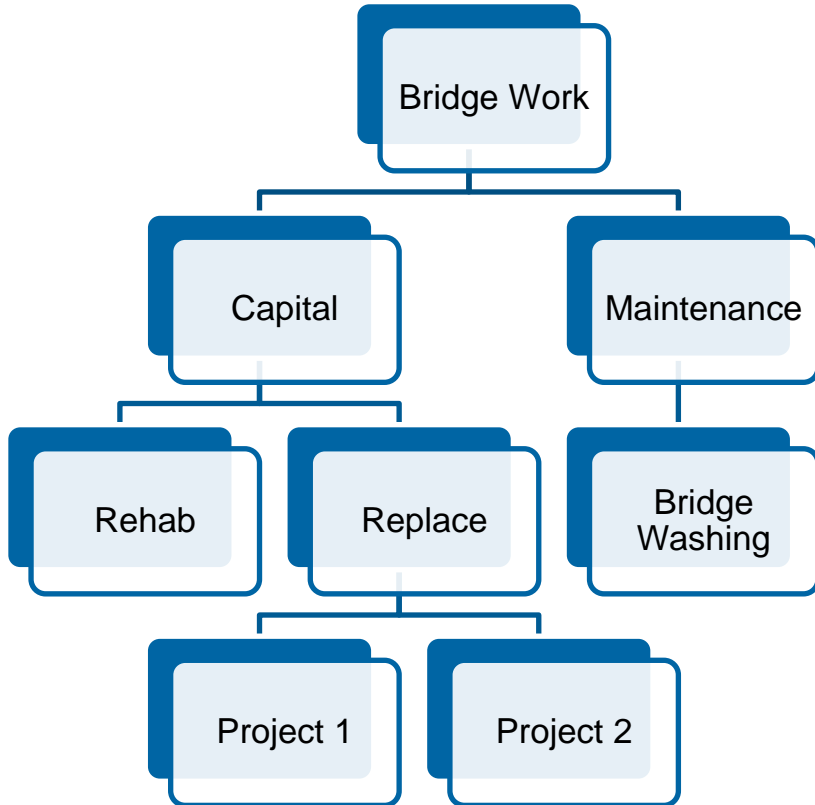 Bridge Work
Capital
Maintenance
Rehab
Replace
Bridge
Washing
Project 1
Project 2